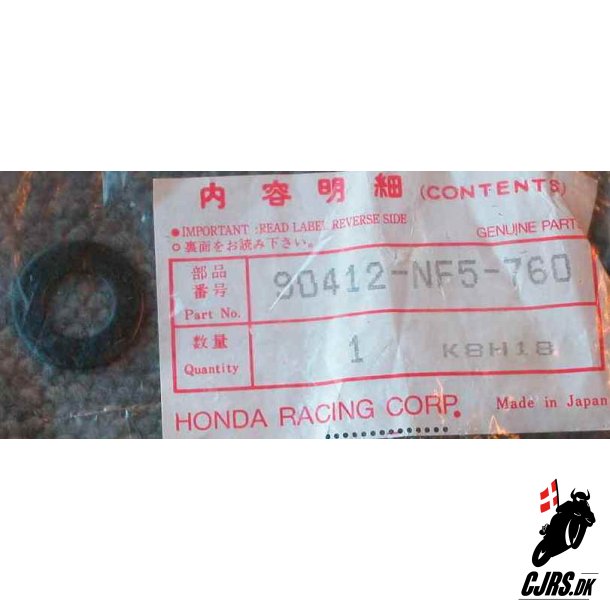 内容明細 (CONTENTS)
●IMPORTANT :READ LABEL REVERSE SIDE
○裏面をお読み下さい。
GENUINE PARTS
部品番号
Part No.
90412-NF5-760
数量
Quantity
1 K8H18
HONDA RACING CORP.
Made in Japan
CJRS.DK